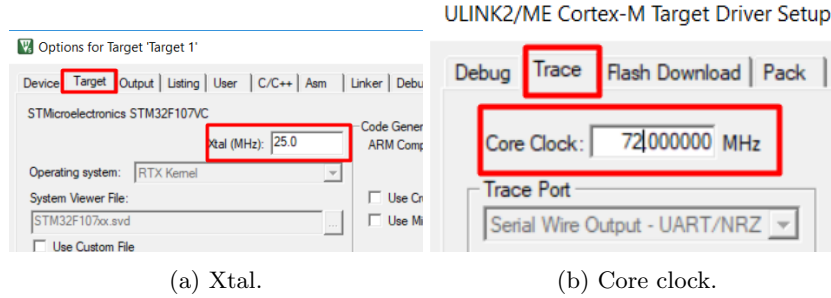 Options for Target 'Target 1'
Device Target Output Listing User C/C++ Asm Linker Debu
STMicroelectronics STM32F107VC
Xtal (MHz): 25.0
Code Gener
ARM Comp
Operating system: RTX Kernel
System Viewer File:
STM32F107xx.svd
...
Use Cr
Use Mi
Use Custom File
(a) Xtal.
ULINK2/ME Cortex-M Target Driver Setup
Debug Trace Flash Download Pack
Core Clock: 72.000000 MHz
Trace Port
Serial Wire Output - UART/NRZ
(b) Core clock.